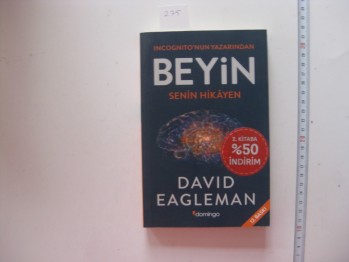 INCOGNITO'NUN YAZARINDAN
BEYİN
SENİN HİKÂYEN
2. KİTABA
%50
İNDİRİM
DAVID
EAGLEMAN
domingo